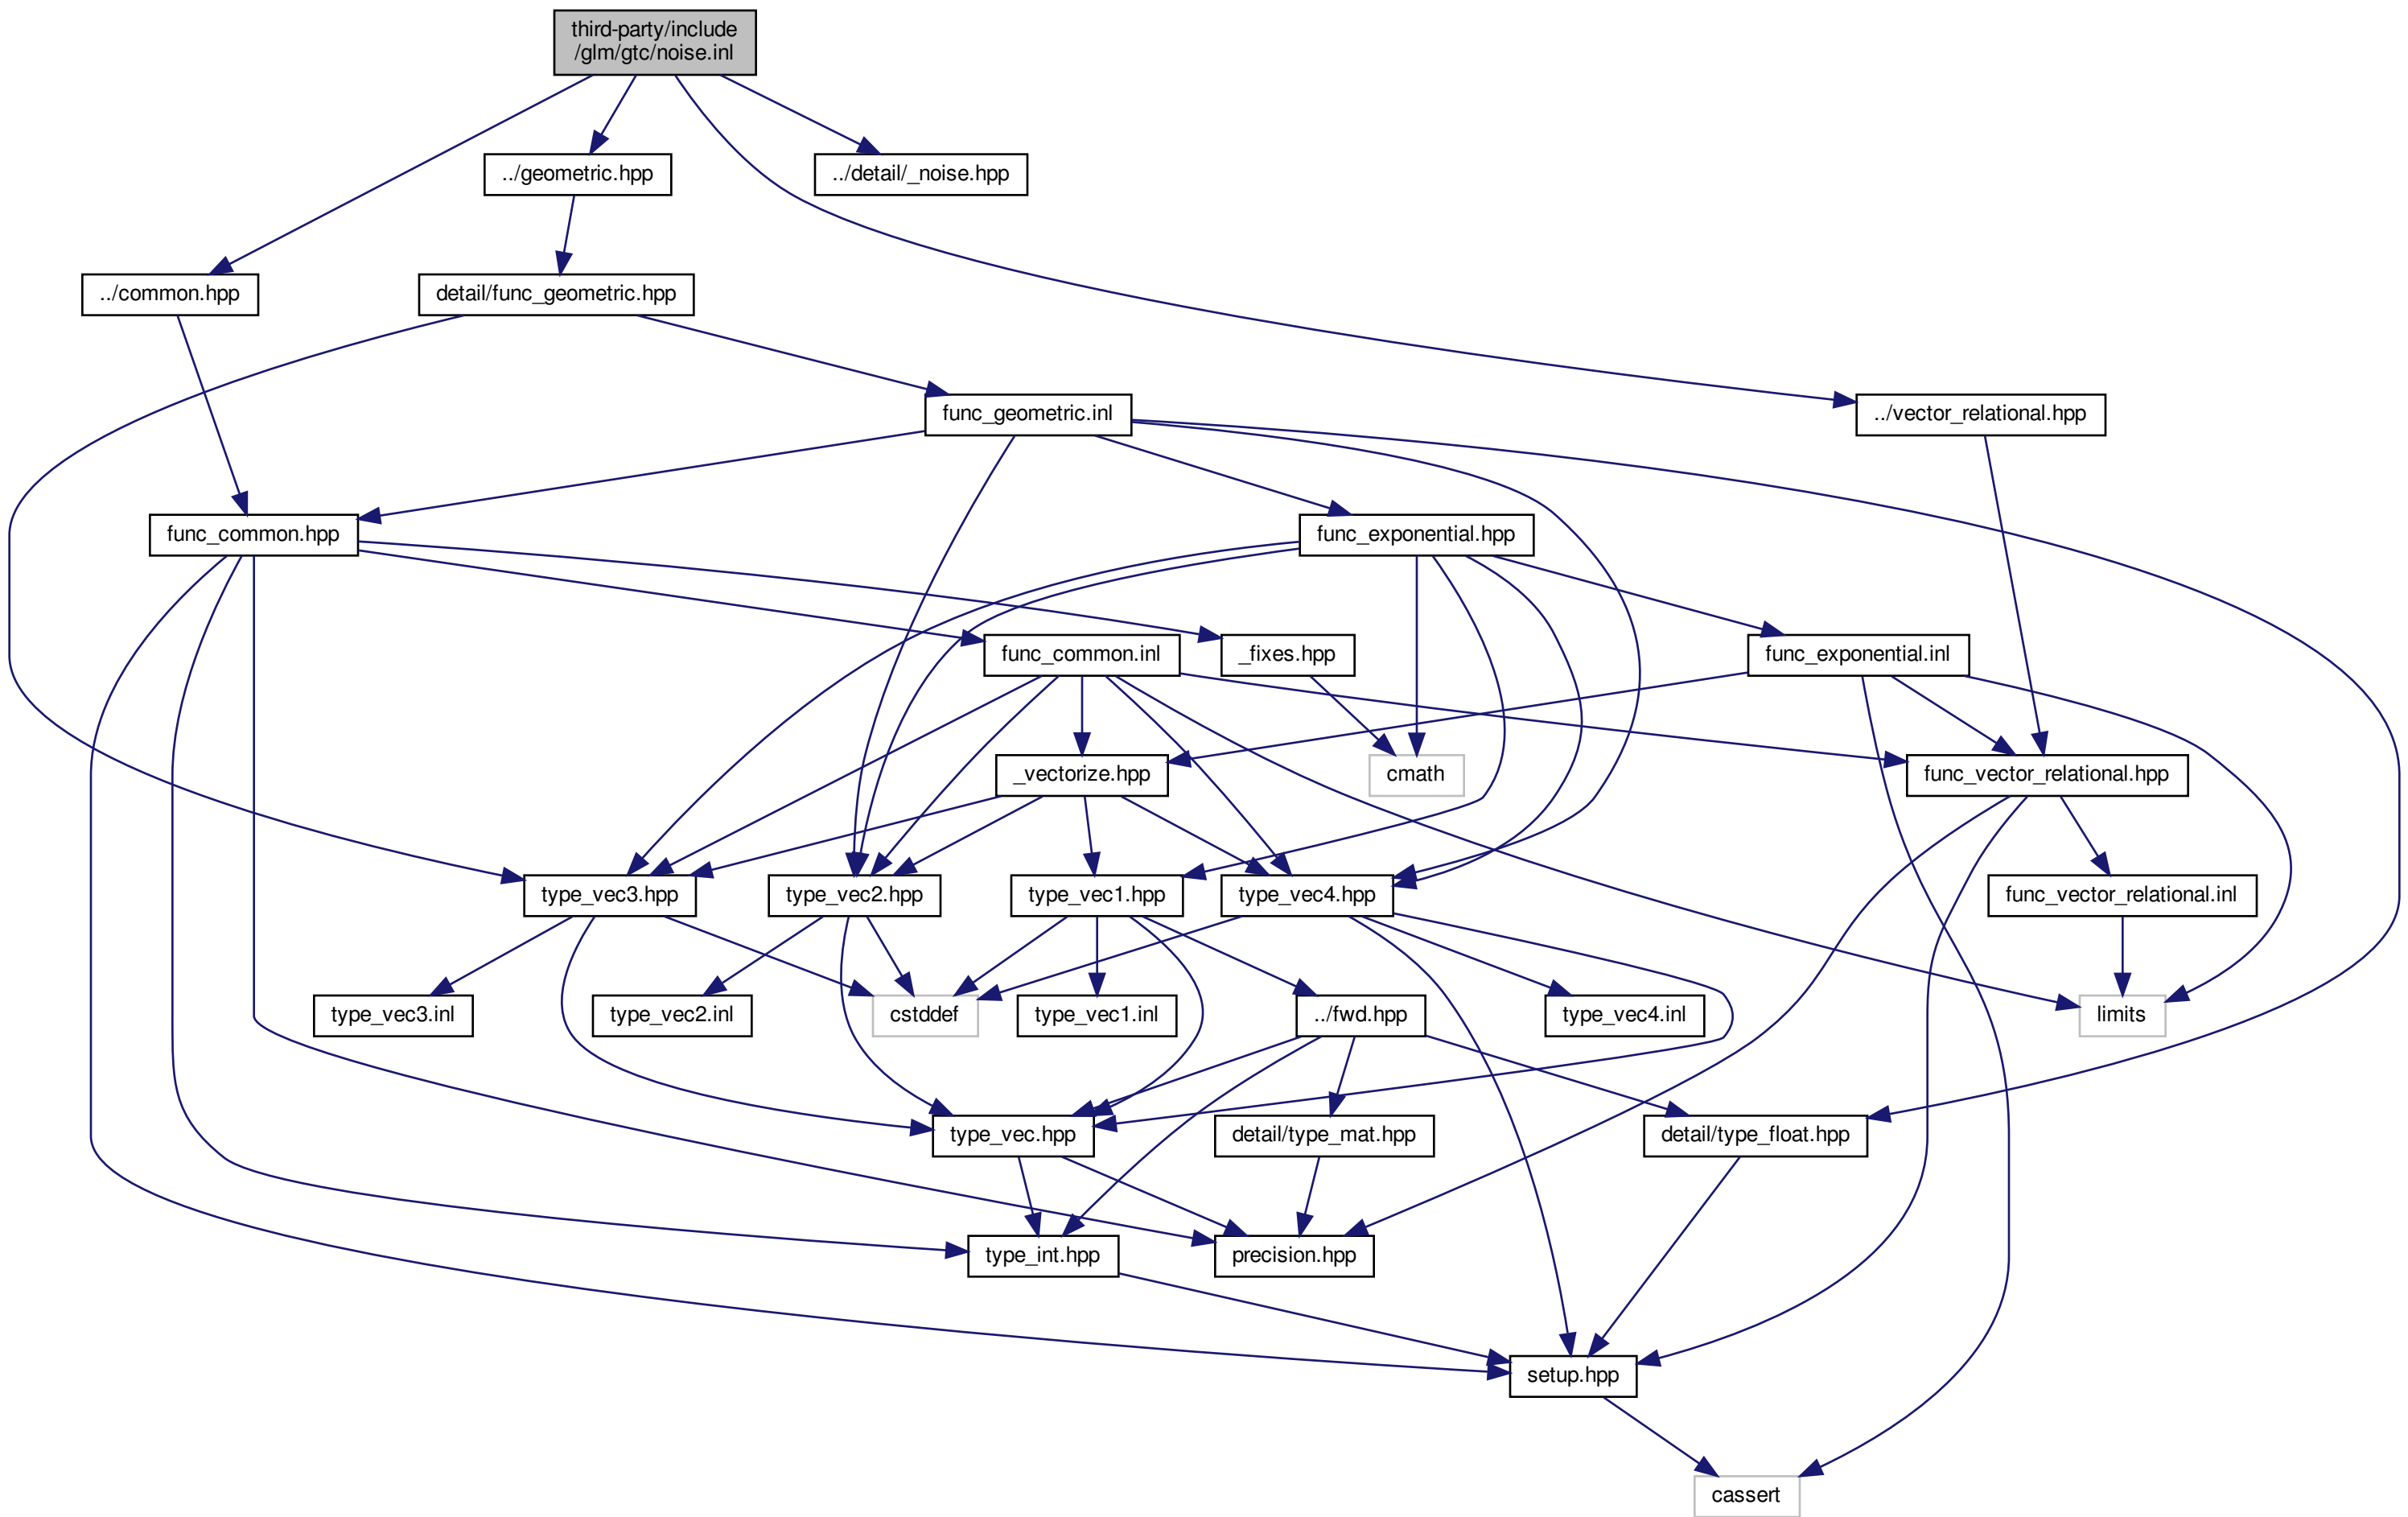 third-party/include
/glm/gtc/noise.inl
../geometric.hpp
../detail/_noise.hpp
../common.hpp
detail/func_geometric.hpp
func_geometric.inl
../vector_relational.hpp
func_common.hpp
func_exponential.hpp
func_common.inl
_fixes.hpp
func_exponential.inl
_vectorize.hpp
cmath
func_vector_relational.hpp
type_vec3.hpp
type_vec2.hpp
type_vec1.hpp
type_vec4.hpp
func_vector_relational.inl
type_vec3.inl
type_vec2.inl
cstddef
type_vec1.inl
../fwd.hpp
type_vec4.inl
limits
type_vec.hpp
detail/type_mat.hpp
detail/type_float.hpp
type_int.hpp
precision.hpp
setup.hpp
cassert